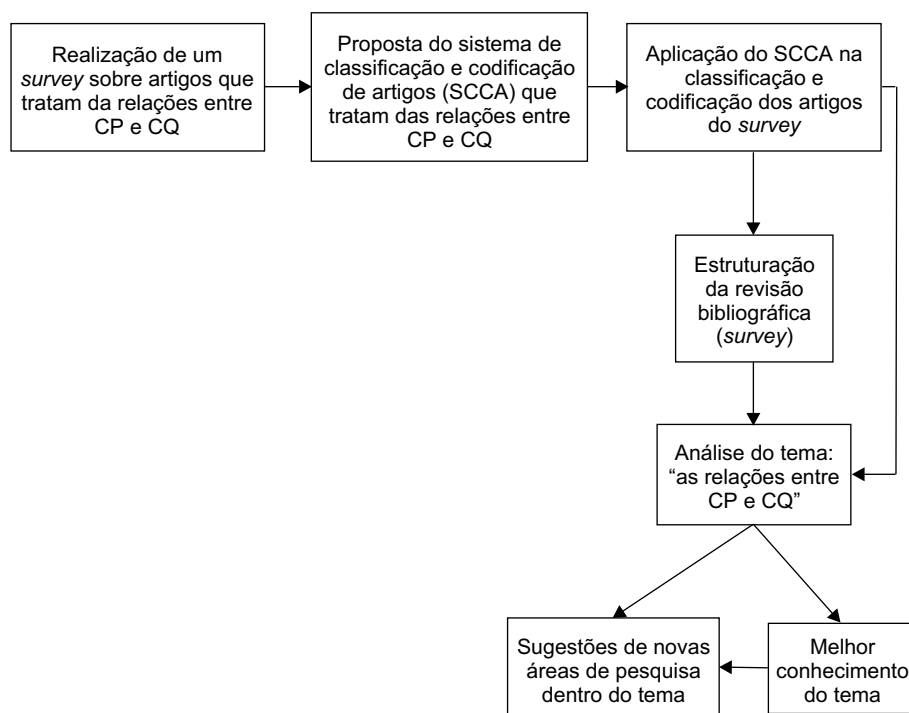 Realização de um
survey sobre artigos que
tratam da relações entre
CP e CQ
Proposta do sistema de
classificação e codificação
de artigos (SCCA) que
tratam das relações entre
CP e CQ
Aplicação do SCCA na
classificação e
codificação dos artigos
do survey
Estruturação
da revisão
bibliográfica
(survey)
Análise do tema:
“as relações entre
CP e CQ”
Sugestões de novas
áreas de pesquisa
dentro do tema
Melhor
conhecimento
do tema